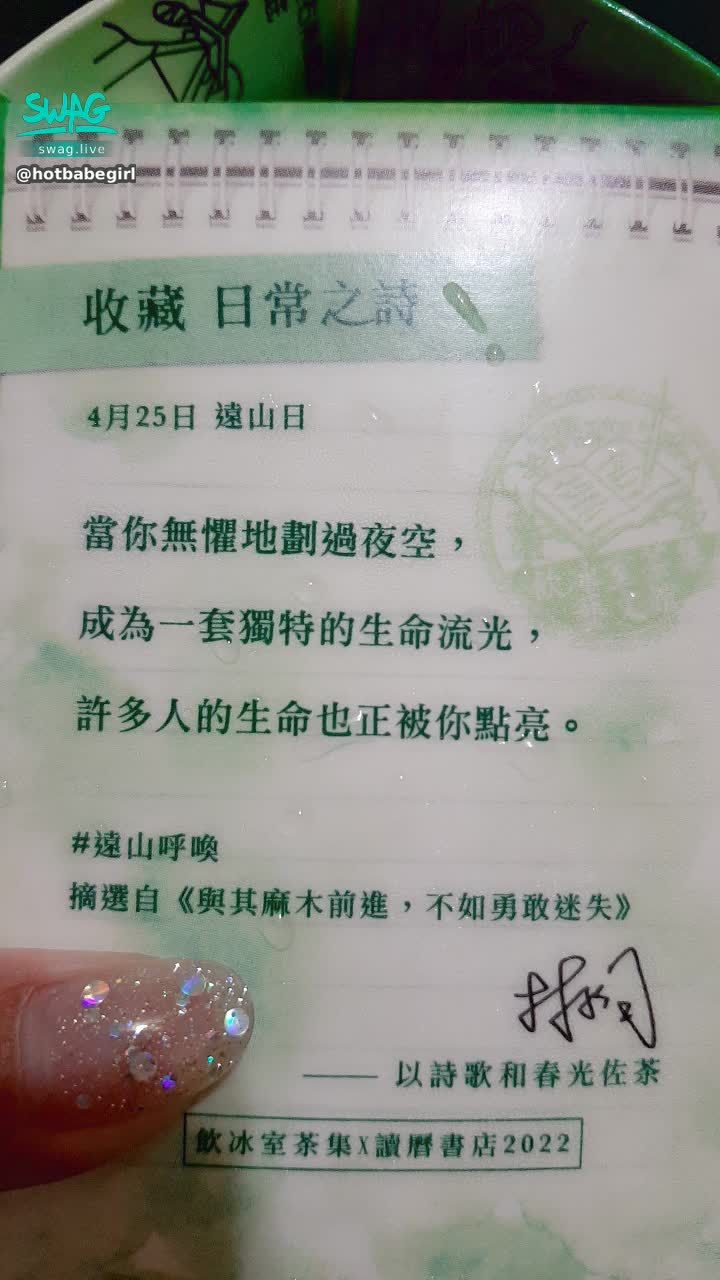 SWAG
swag.live
@hotbabegirl
收藏 日常之詩
4月25日 遠山日
當你無懼地劃過夜空，
成為一套獨特的生命流光，
許多人的生命也正被你點亮。
#遠山呼喚
摘選自《與其麻木前進，不如勇敢迷失》
—— 以詩歌和春光佐茶
飲冰室茶集X讀曆書店2022